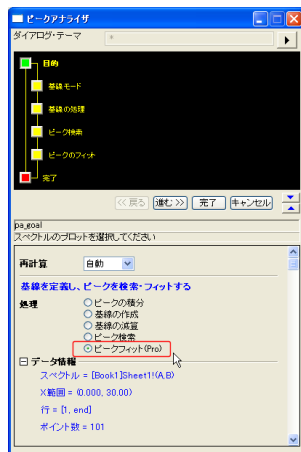 ピークアナライザ
ダイアログ・テーマ *
目的
基線モード
基線の処理
ピーク検索
ピークのフィット
完了
<< 戻る 進む >> 完了 キャンセル
pa_goal
スペクトルのプロットを選択してください
再計算 自動
基線を定義し、ピークを検索・フィットする
処理 ピークの積分
基線の作成
基線の減算
ピーク検索
ピークフィット(Pro)
データ情報
スペクトル = [Book1]Sheet1!(A,B)
X範囲 = (0.000, 30.00)
行 = [1, end]
ポイント数 = 101